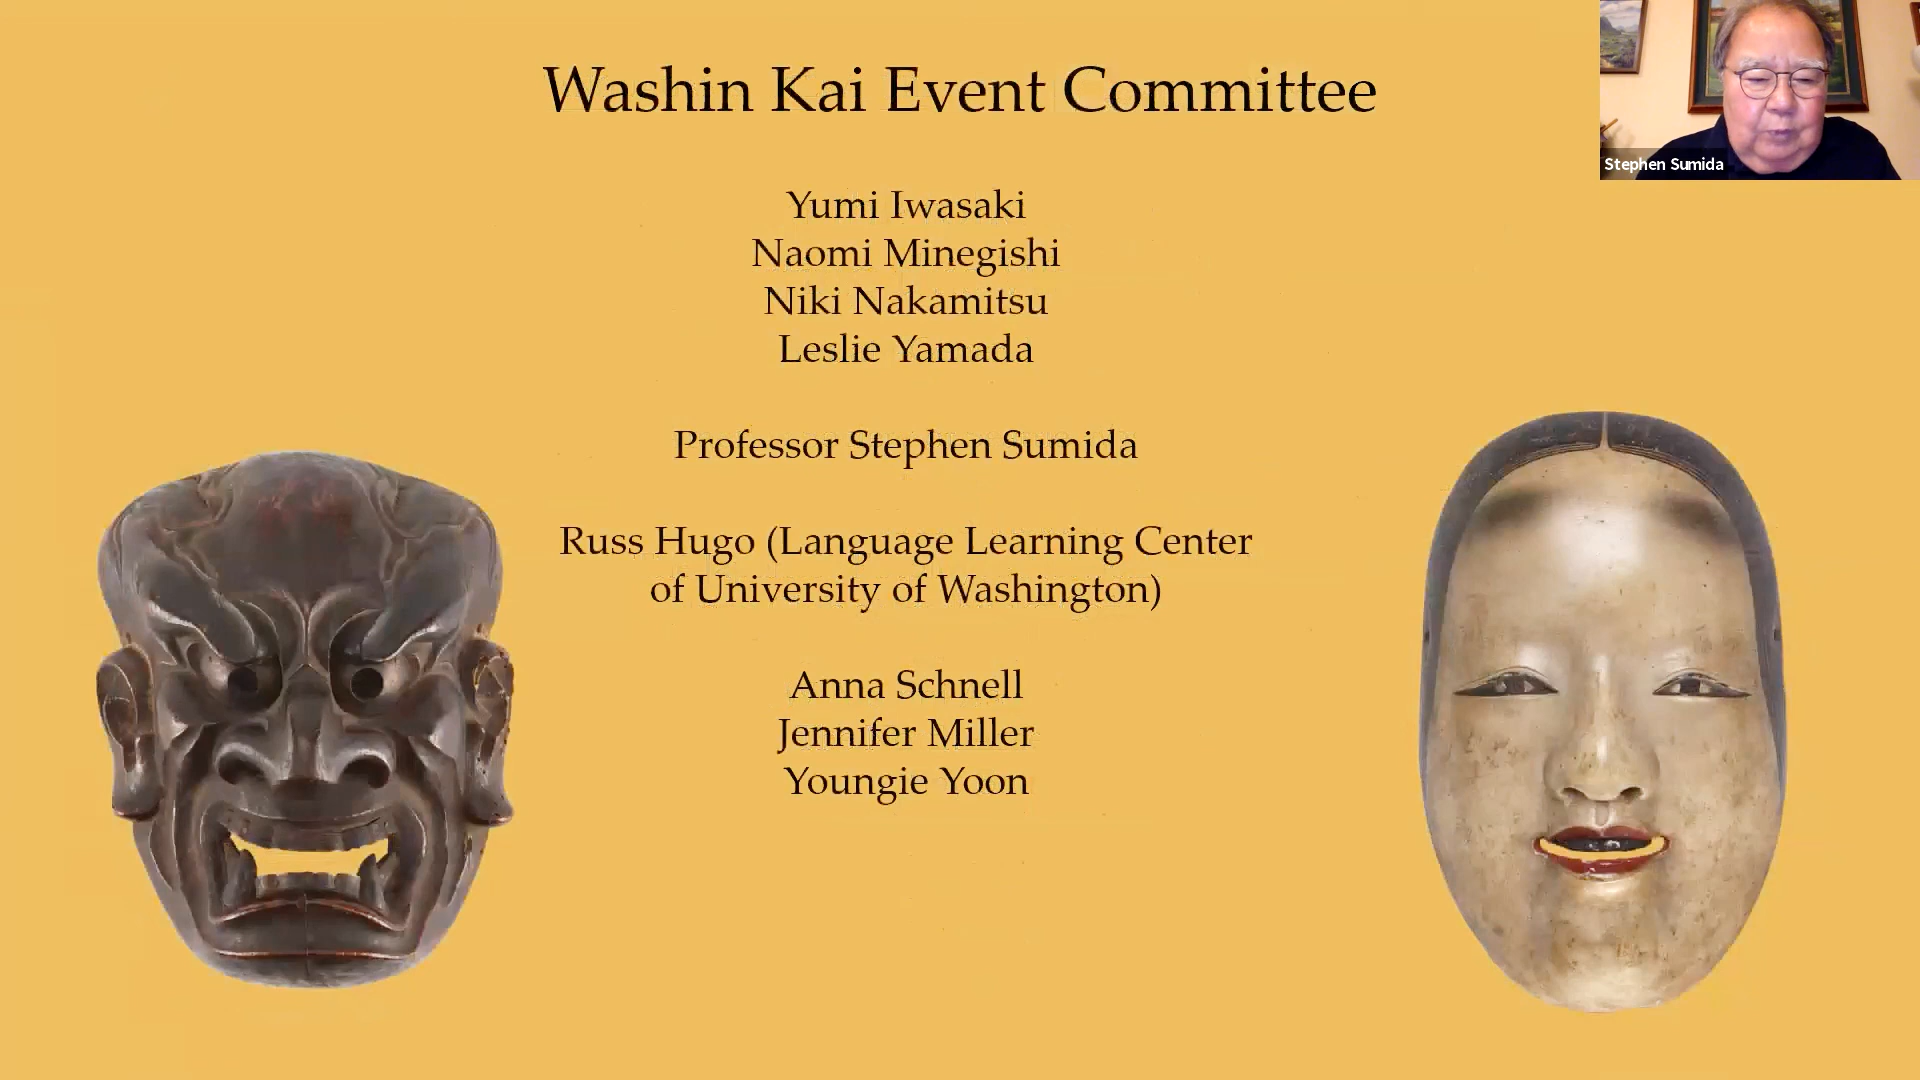 Washin Kai Event Committee
Stephen Sumida
Yumi Iwasaki
Naomi Minegishi
Niki Nakamitsu
Leslie Yamada
Professor Stephen Sumida
Russ Hugo (Language Learning Center
of University of Washington)
Anna Schnell
Jennifer Miller
Youngie Yoon